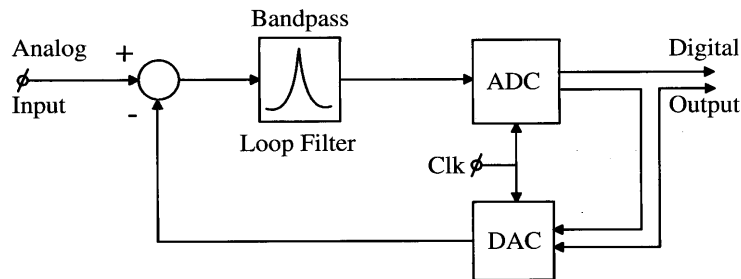 Bandpass
Analog
+
Input
-
Loop Filter
ADC
Digital
Output
Clk
DAC